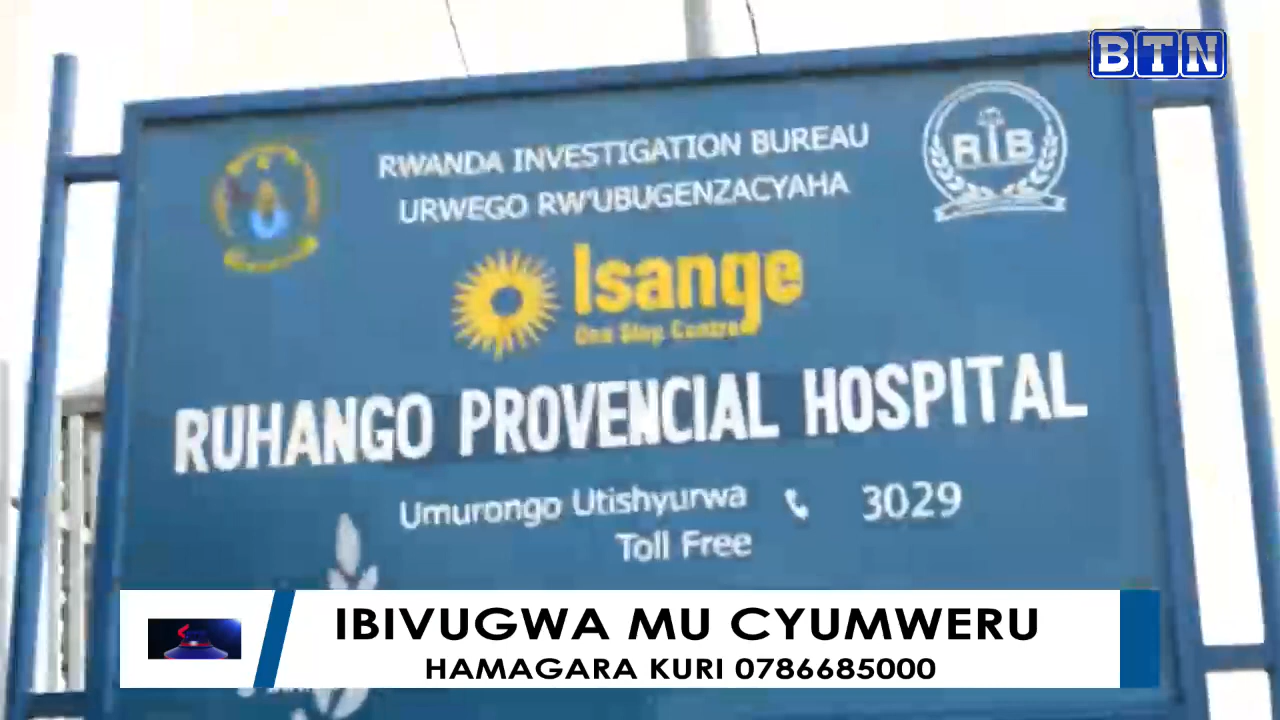 BTN
RWANDA INVESTIGATION BUREAU
URWEGO RW'UBUGENZACYAHA
RIB
Isange
One Stop Centre
RUHANGO PROVENCIAL HOSPITAL
Umurongo Utishyurwa 3029
Toll Free
IBIVUGWA MU CYUMWERU
HAMAGARA KURI 0786685000